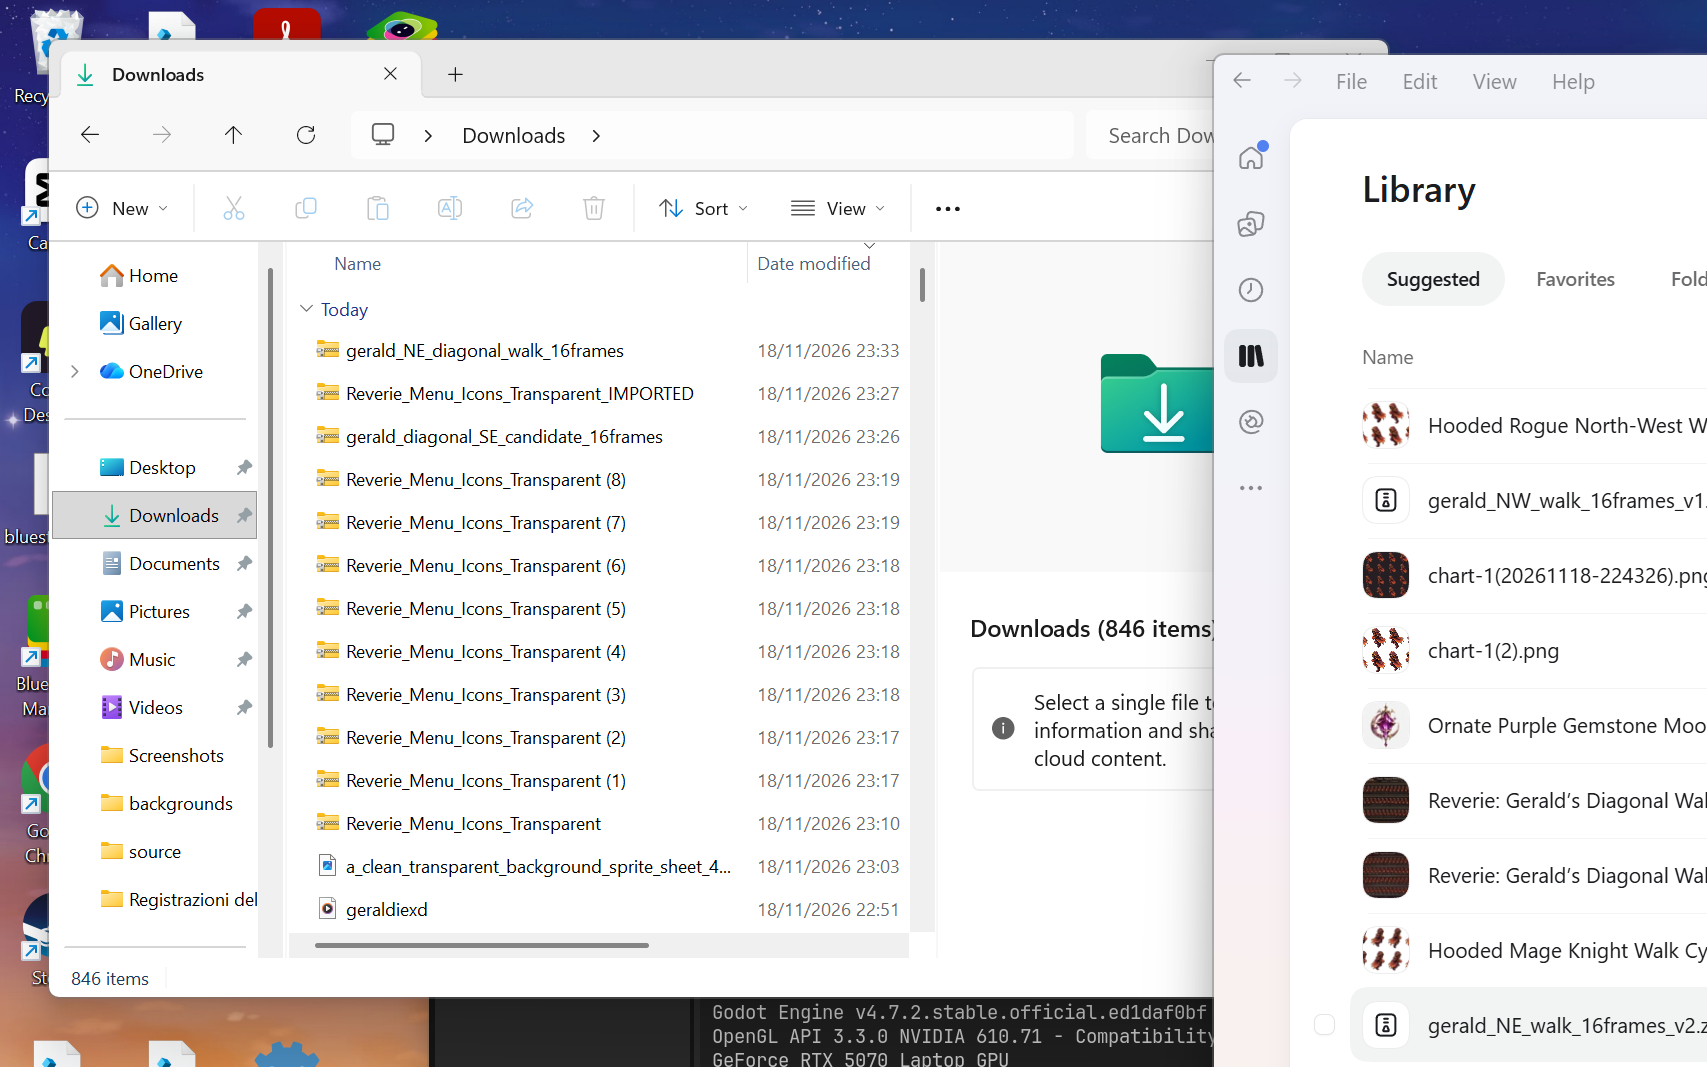 Recy
Ca
Co
Des
bluest
Blue
Ma
Go
Chr
St
Downloads
Downloads
Search Dow
New
Sort
View
Home
Gallery
OneDrive
Desktop
Downloads
Documents
Pictures
Music
Videos
Screenshots
backgrounds
source
Registrazioni del
Name
Date modified
Today
gerald_NE_diagonal_walk_16frames 18/11/2026 23:33
Reverie_Menu_Icons_Transparent_IMPORTED 18/11/2026 23:27
gerald_diagonal_SE_candidate_16frames 18/11/2026 23:26
Reverie_Menu_Icons_Transparent (8) 18/11/2026 23:19
Reverie_Menu_Icons_Transparent (7) 18/11/2026 23:19
Reverie_Menu_Icons_Transparent (6) 18/11/2026 23:18
Reverie_Menu_Icons_Transparent (5) 18/11/2026 23:18
Reverie_Menu_Icons_Transparent (4) 18/11/2026 23:18
Reverie_Menu_Icons_Transparent (3) 18/11/2026 23:18
Reverie_Menu_Icons_Transparent (2) 18/11/2026 23:17
Reverie_Menu_Icons_Transparent (1) 18/11/2026 23:17
Reverie_Menu_Icons_Transparent 18/11/2026 23:10
a_clean_transparent_background_sprite_sheet_4... 18/11/2026 23:03
geraldiexd 18/11/2026 22:51
Downloads (846 items)
Select a single file t
information and sha
cloud content.
846 items
Godot Engine v4.7.2.stable.official.ed1daf0bf
OpenGL API 3.3.0 NVIDIA 610.71 - Compatibility
GeForce RTX 5070 Laptop GPU
File Edit View Help
Library
Suggested Favorites Fold
Name
Hooded Rogue North-West W
gerald_NW_walk_16frames_v1.
chart-1(20261118-224326).png
chart-1(2).png
Ornate Purple Gemstone Moo
Reverie: Gerald’s Diagonal Wal
Reverie: Gerald’s Diagonal Wal
Hooded Mage Knight Walk Cy
gerald_NE_walk_16frames_v2.z